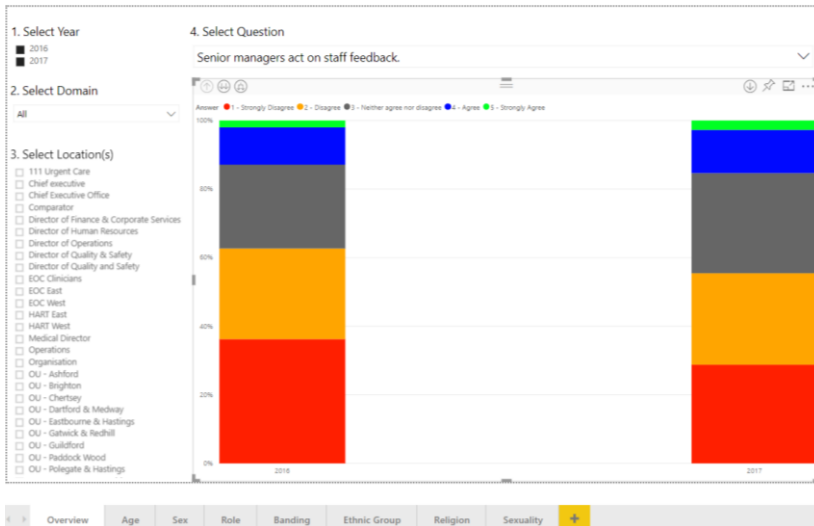 1. Select Year
2016
2017
2. Select Domain
All
3. Select Location(s)
111 Urgent Care
Chief executive
Chief Executive Office
Comparator
Director of Finance & Corporate Services
Director of Human Resources
Director of Operations
Director of Quality & Safety
Director of Quality and Safety
EOC Clinicians
EOC East
EOC West
HART East
HART West
Medical Director
Operations
Organisation
OU - Ashford
OU - Brighton
OU - Chertsey
OU - Dartford & Medway
OU - Eastbourne & Hastings
OU - Gatwick & Redhill
OU - Guildford
OU - Paddock Wood
OU - Polegate & Hastings
4. Select Question
Senior managers act on staff feedback.
Answer 1 - Strongly Disagree 2 - Disagree 3 - Neither agree nor disagree 4 - Agree 5 - Strongly Agree
100%
80%
60%
40%
20%
0%
2016 2017
Overview Age Sex Role Banding Ethnic Group Religion Sexuality +